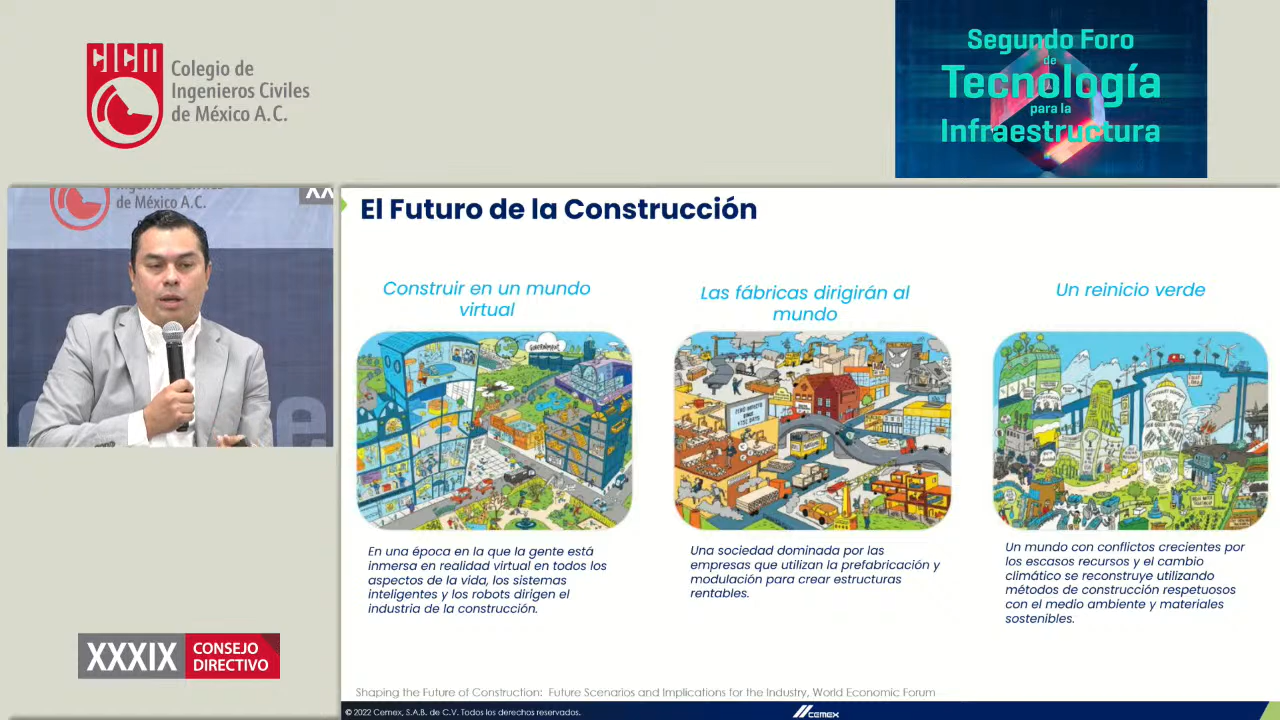 CICM
Colegio de
Ingenieros Civiles
de México A.C.
Segundo Foro
de
Tecnología
para la
Infraestructura
Ingenieros Civiles
de México A.C.
XX
El Futuro de la Construcción
Construir en un mundo
virtual
En una época en la que la gente está
inmersa en realidad virtual en todos los
aspectos de la vida, los sistemas
inteligentes y los robots dirigen el
industria de la construcción.
Las fábricas dirigirán al
mundo
Una sociedad dominada por las
empresas que utilizan la prefabricación y
modulación para crear estructuras
rentables.
Un reinicio verde
Un mundo con conflictos crecientes por
los escasos recursos y el cambio
climático se reconstruye utilizando
métodos de construcción respetuosos
con el medio ambiente y materiales
sostenibles.
XXXIX
CONSEJO
DIRECTIVO
Shaping the Future of Construction: Future Scenarios and Implications for the Industry, World Economic Forum
© 2022 Cemex, S.A.B. de C.V. Todos los derechos reservados.
CEMEX